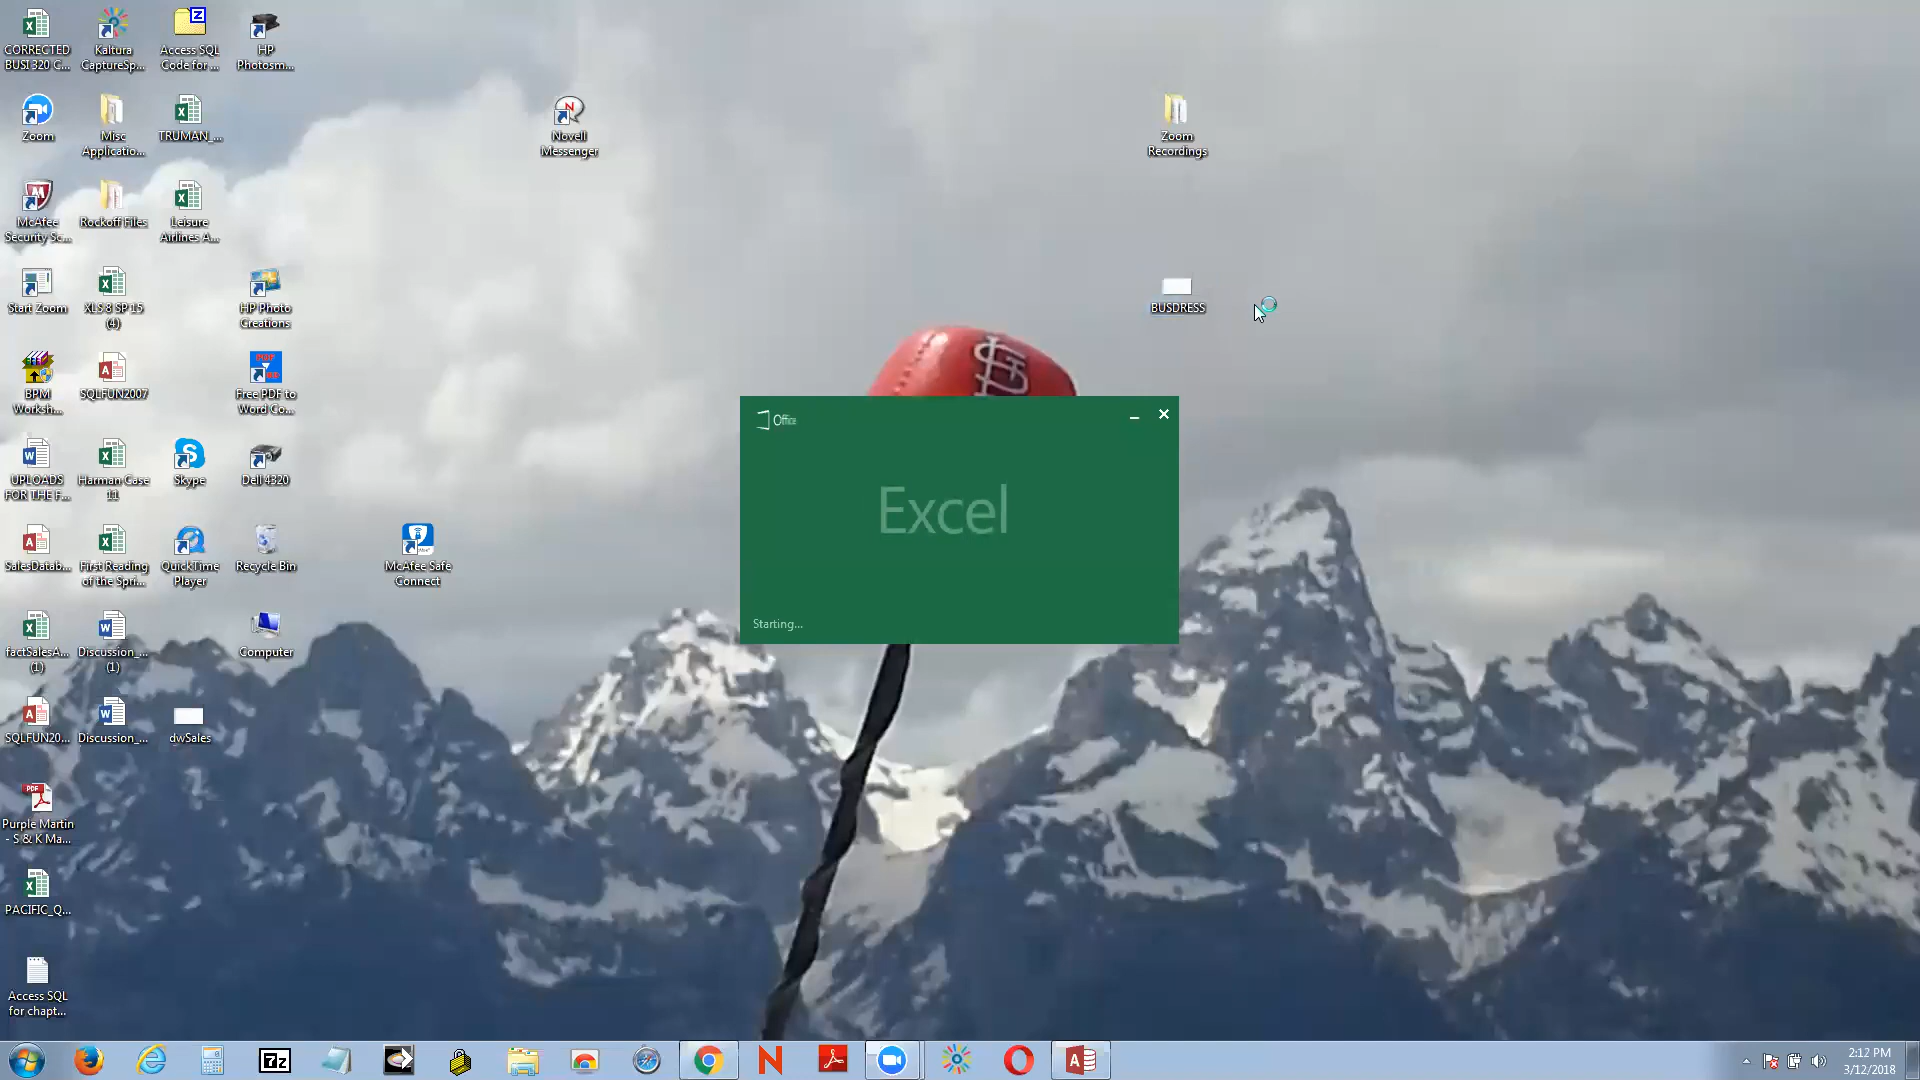 CORRECTED
BUSI 320 C...
Kaltura
CaptureSp...
Access SQL
Code for ...
HP
Photosm...
Zoom
Misc
Applicatio...
TRUMAN_...
Novell
Messenger
Zoom
Recordings
McAfee
Security Sc...
Rockoff Files
Leisure
Airlines A...
Start Zoom
XLS 8 SP 15
(4)
HP Photo
Creations
BUSDRESS
BPM
Worksh...
SQLFUN2007
Free PDF to
Word Co...
Office
Excel
Starting...
UPLOADS
FOR THE F...
Harman Case
11
Skype
Dell 4320
SalesDatab...
First Reading
of the Spri...
QuickTime
Player
Recycle Bin
McAfee Safe
Connect
factSalesA...
(1)
Discussion_...
(1)
Computer
SQLFUN20...
Discussion_...
dwSales
Purple Martin
- S & K Ma...
PACIFIC_Q...
Access SQL
for chapt...
7z
2:12 PM
3/12/2018